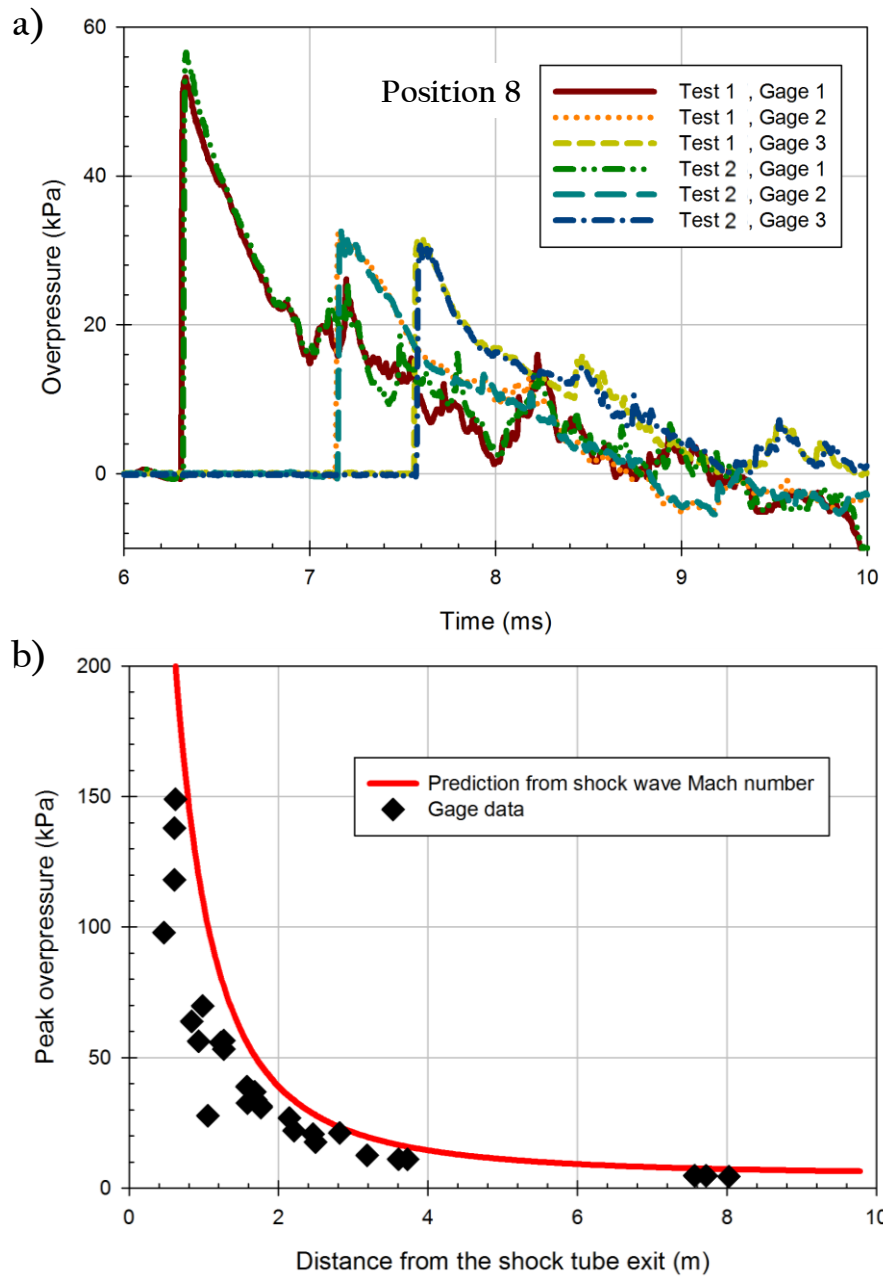 a)
60
40
20
0
Overpressure (kPa)
Position 8
Test 1 , Gage 1
Test 1 , Gage 2
Test 1 , Gage 3
Test 2 , Gage 1
Test 2 , Gage 2
Test 2 , Gage 3
6 7 8 9 10
Time (ms)
b)
200
150
100
50
0
Peak overpressure (kPa)
Prediction from shock wave Mach number
Gage data
0 2 4 6 8 10
Distance from the shock tube exit (m)